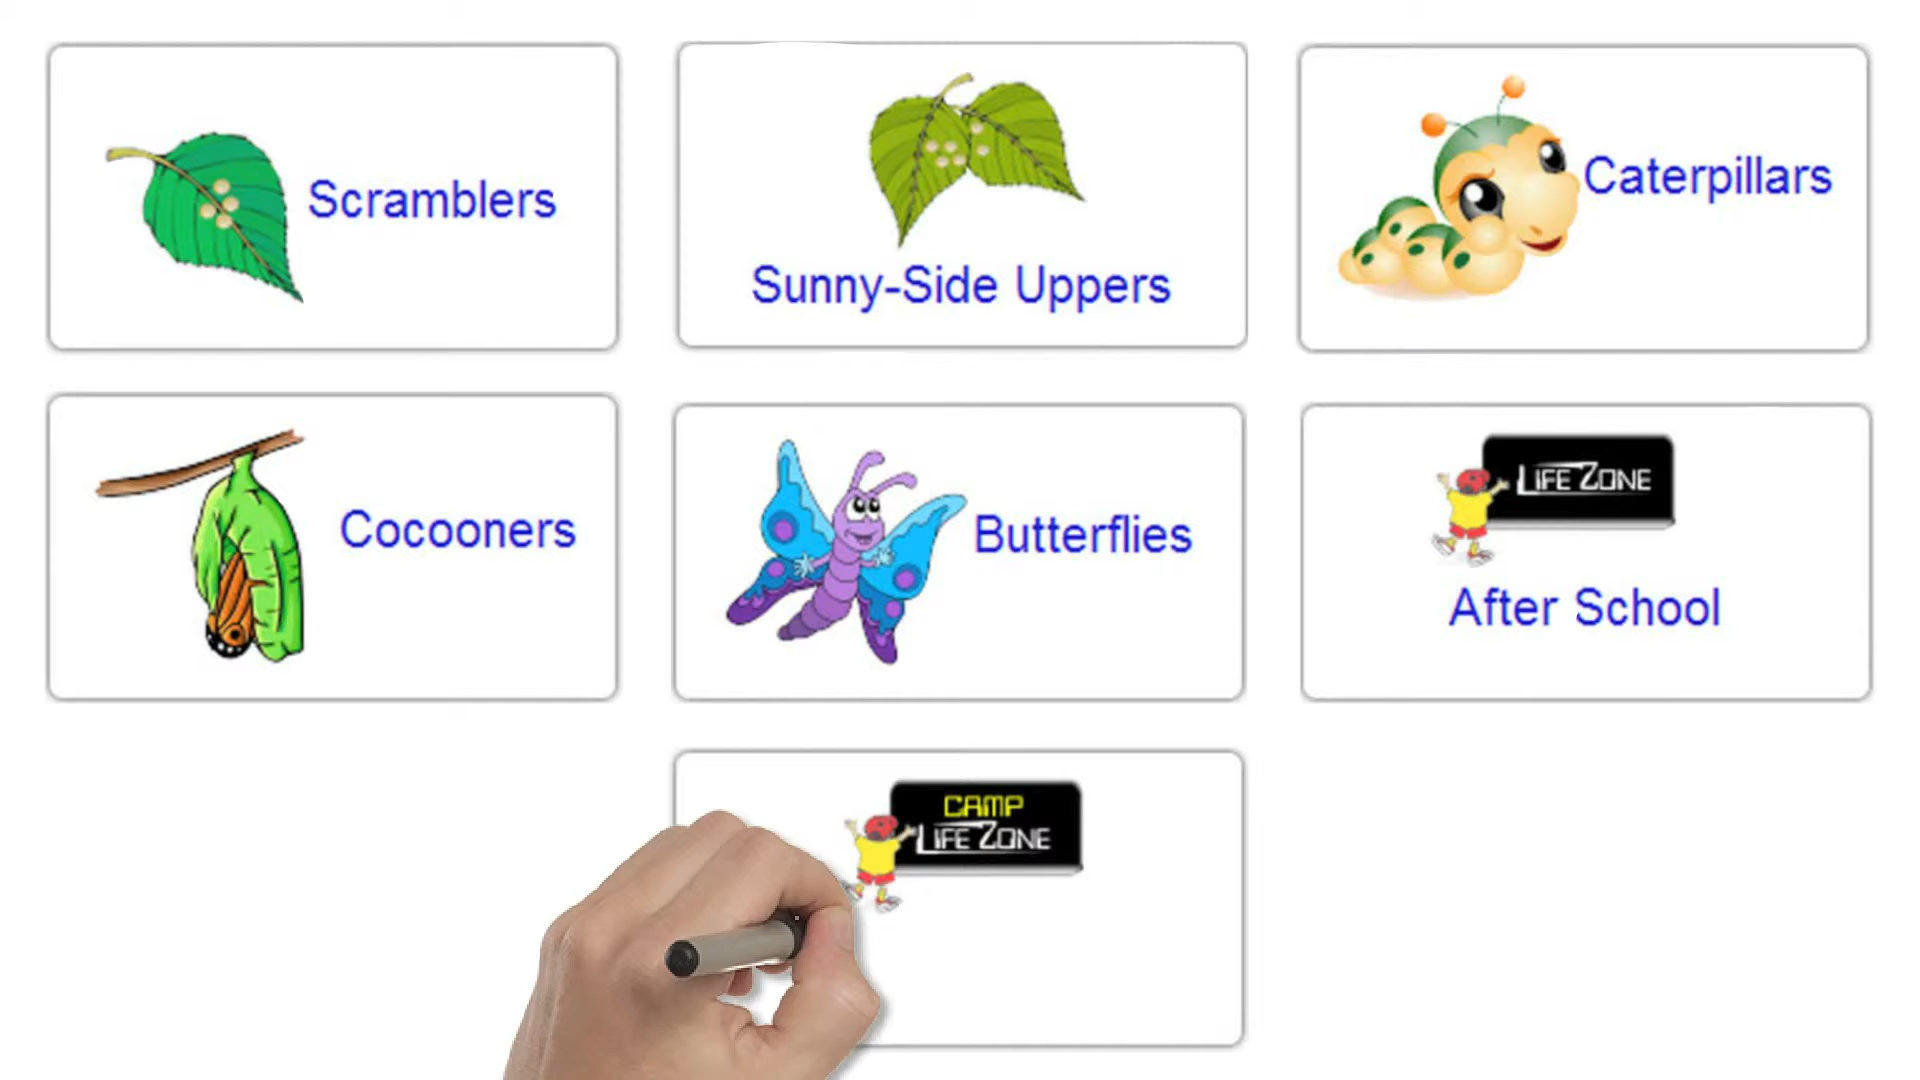 Scramblers
Sunny-Side Uppers
Caterpillars
Cocooners
Butterflies
LIFE ZONE
After School
CAMP
LIFE ZONE